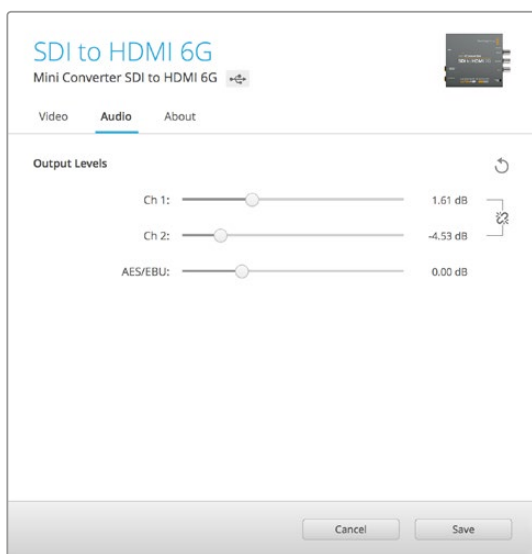 SDI to HDMI 6G
Mini Converter SDI to HDMI 6G
Video Audio About
Output Levels
Ch 1: 1.61 dB
Ch 2: -4.53 dB
AES/EBU: 0.00 dB
Cancel Save